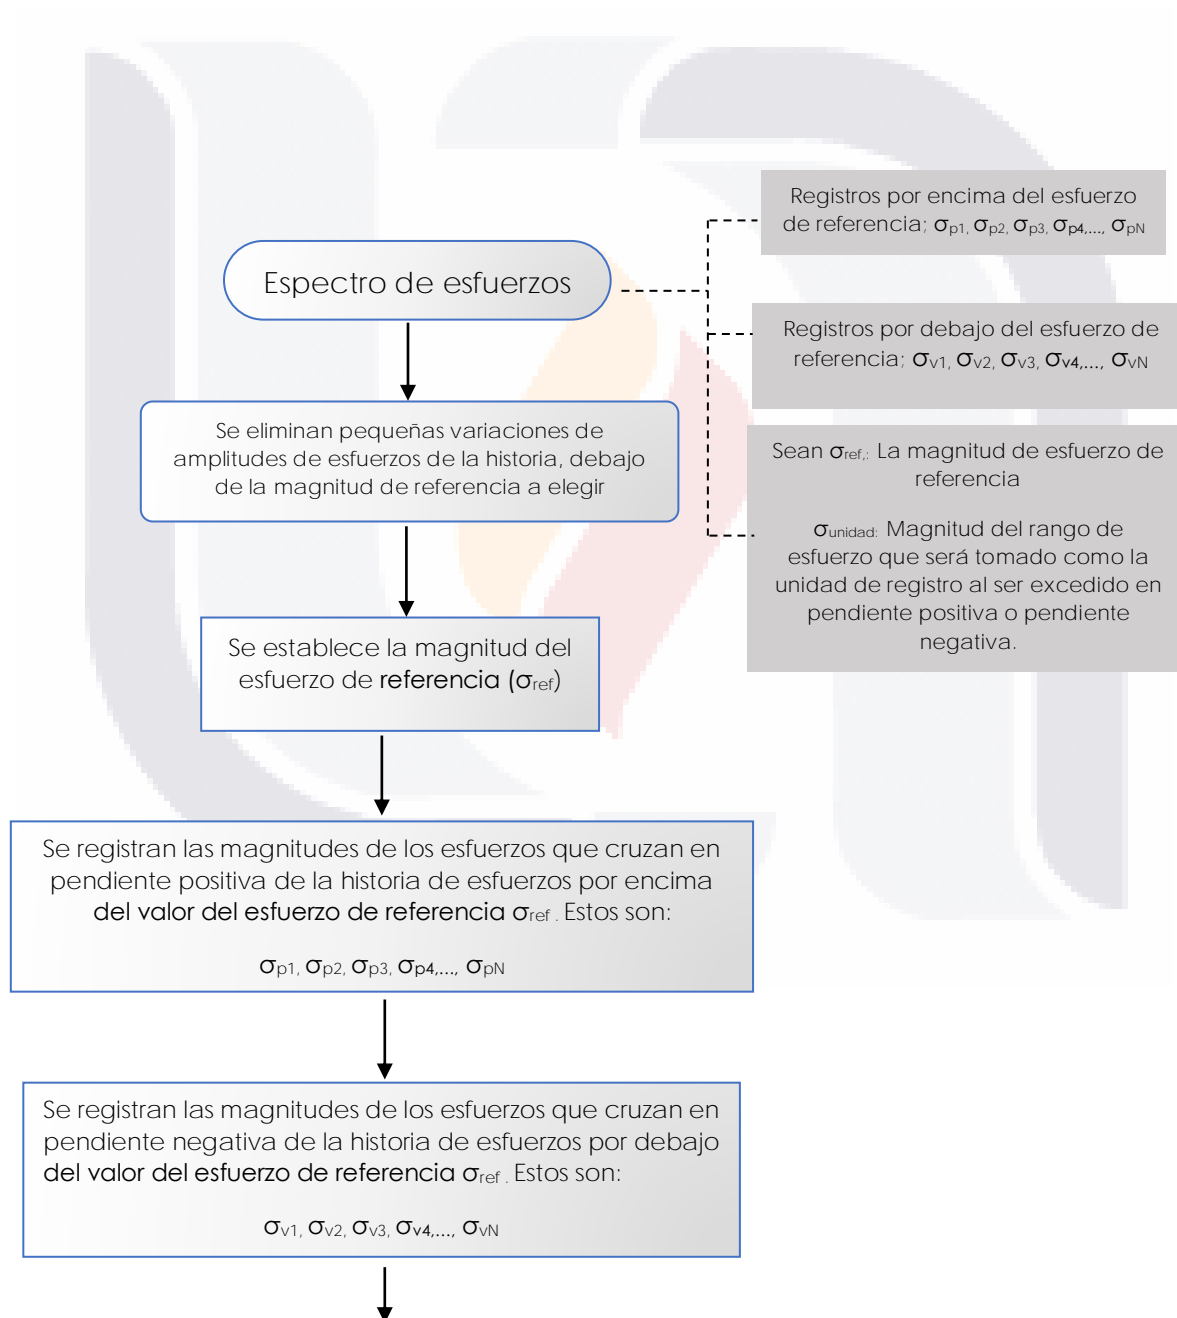 Registros por encima del esfuerzo
de referencia; σp1, σp2, σp3, σp4,..., σpN
Espectro de esfuerzos
Registros por debajo del esfuerzo de
referencia; σv1, σv2, σv3, σv4,..., σvN
Se eliminan pequeñas variaciones de
amplitudes de esfuerzos de la historia, debajo
de la magnitud de referencia a elegir
Sean σref,: La magnitud de esfuerzo de
referencia
σunidad: Magnitud del rango de
esfuerzo que será tomado como la
unidad de registro al ser excedido en
pendiente positiva o pendiente
negativa.
Se establece la magnitud del
esfuerzo de referencia (σref)
Se registran las magnitudes de los esfuerzos que cruzan en
pendiente positiva de la historia de esfuerzos por encima
del valor del esfuerzo de referencia σref . Estos son:
σp1, σp2, σp3, σp4,..., σpN
Se registran las magnitudes de los esfuerzos que cruzan en
pendiente negativa de la historia de esfuerzos por debajo
del valor del esfuerzo de referencia σref . Estos son:
σv1, σv2, σv3, σv4,..., σvN